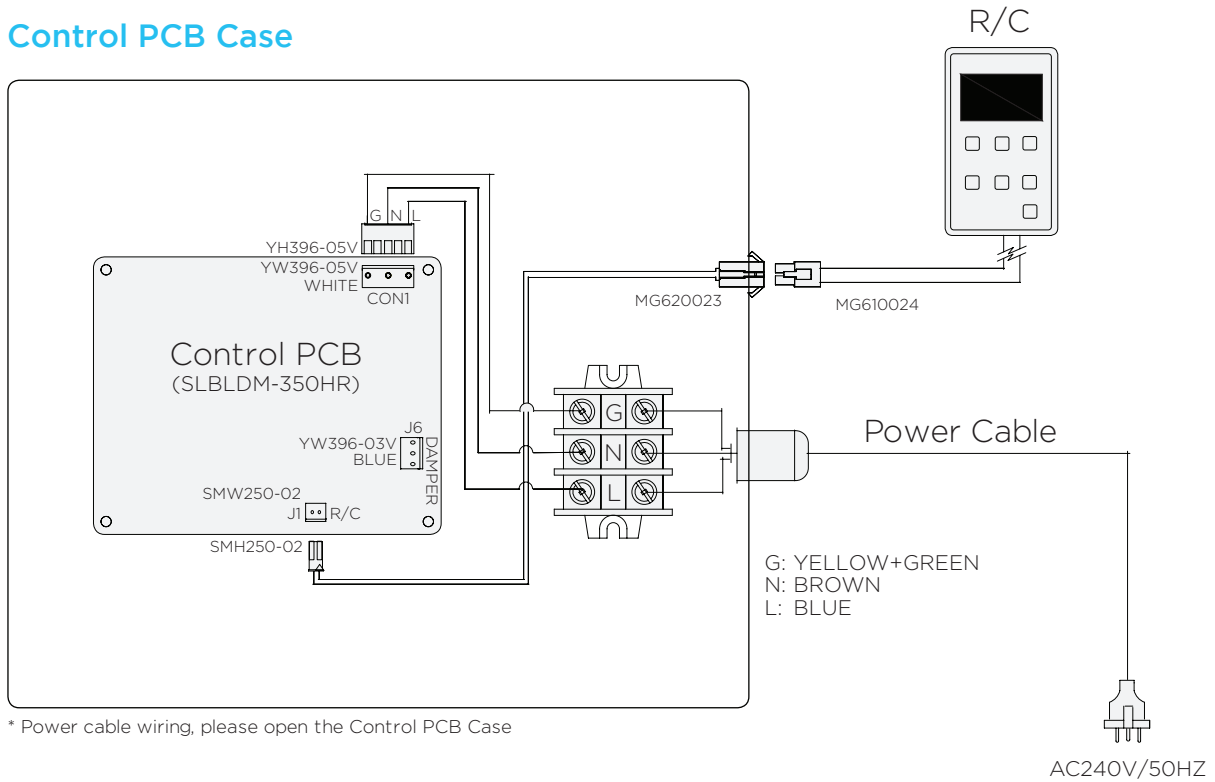 Control PCB Case
R/C
G N L
YH396-05V
YW396-05V
WHITE
CON1
MG620023
MG610024
Control PCB
(SLBLDM-350HR)
G
N
L
Power Cable
J6
YW396-03V
BLUE
DAMPER
SMW250-02
J1
R/C
SMH250-02
G: YELLOW+GREEN
N: BROWN
L: BLUE
* Power cable wiring, please open the Control PCB Case
AC240V/50HZ